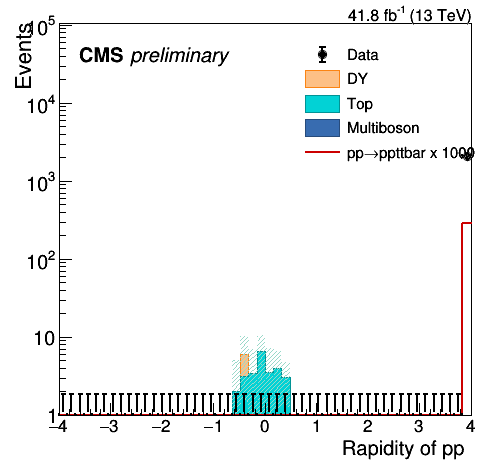 41.8 fb⁻¹ (13 TeV)
Events
CMS preliminary
Data
DY
Top
Multiboson
pp→ppttbar x 1000
10⁵
10⁴
10³
10²
10
1
−4 −3 −2 −1 0 1 2 3 4
Rapidity of pp